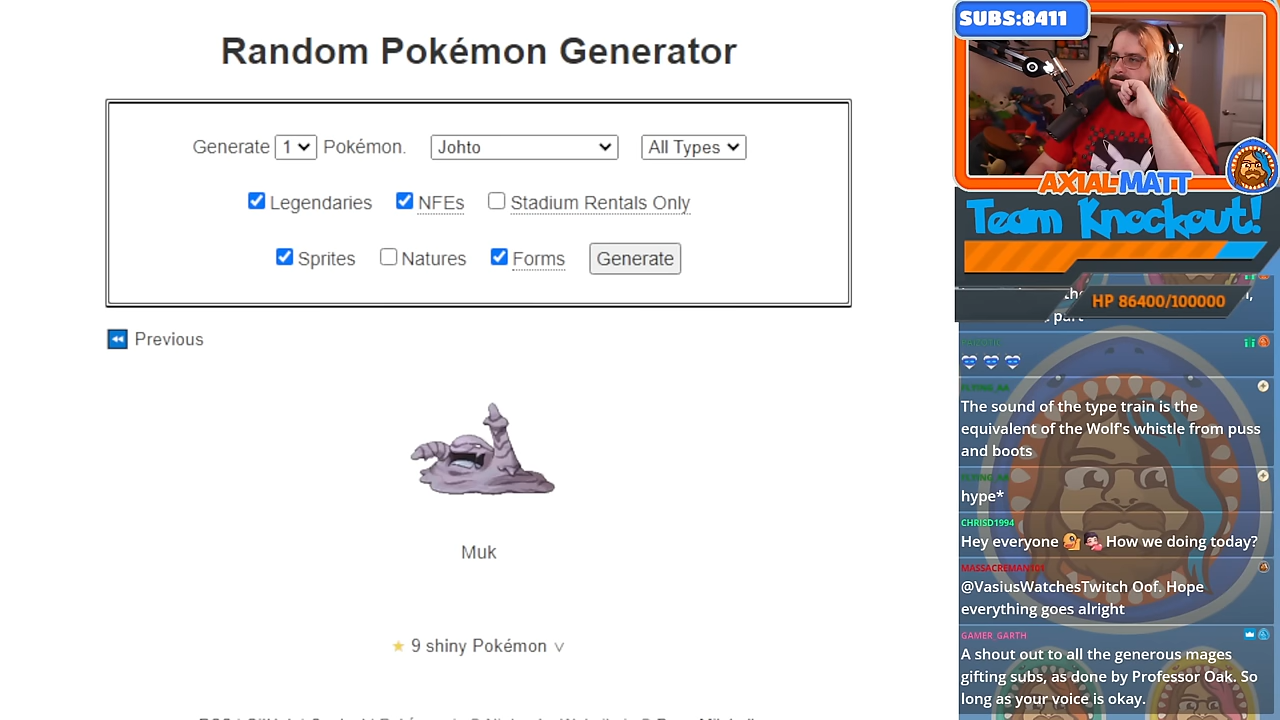 Random Pokémon Generator
Generate 1 Pokémon. Johto All Types
Legendaries NFEs Stadium Rentals Only
Sprites Natures Forms Generate
Previous
Muk
9 shiny Pokémon
SUBS:8411
AXIALMATT
Team Knockout!
HP 86400/100000
part
The sound of the type train is the
equivalent of the Wolf's whistle from puss
and boots
hype*
CHRISD1994
Hey everyone How we doing today?
MASSACREMAN101
@VasiusWatchesTwitch Oof. Hope
everything goes alright
GAMER_GARTH
A shout out to all the generous mages
gifting subs, as done by Professor Oak. So
long as your voice is okay.